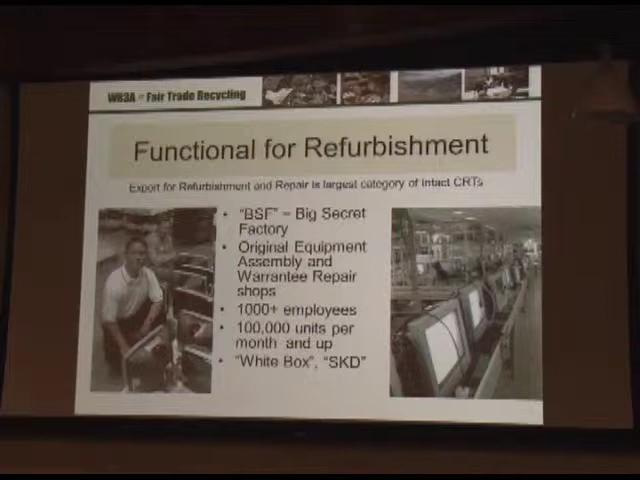 WR3A = Fair Trade Recycling
Functional for Refurbishment
Export for Refurbishment and Repair is largest category of Intact CRTs
• "BSF" = Big Secret
Factory
• Original Equipment
Assembly and
Warrantee Repair
shops
• 1000+ employees
• 100,000 units per
month and up
• "White Box", "SKD"